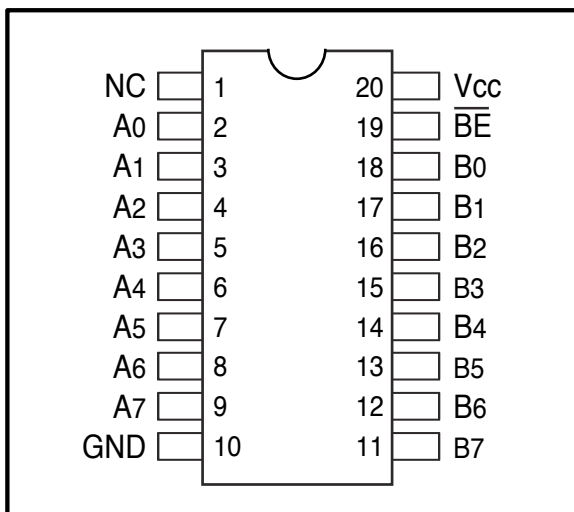 NC 1 20 Vcc
A0 2 19 B̅E̅
A1 3 18 B0
A2 4 17 B1
A3 5 16 B2
A4 6 15 B3
A5 7 14 B4
A6 8 13 B5
A7 9 12 B6
GND 10 11 B7